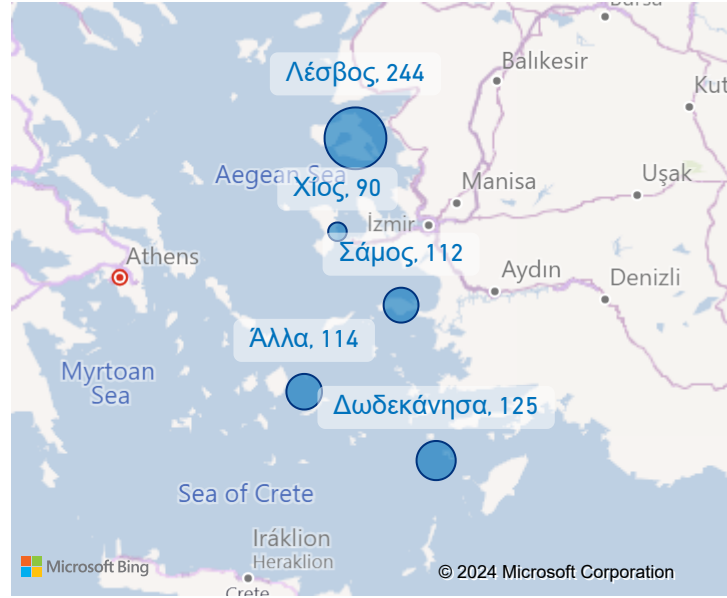 Bursa
Balıkesir
Λέσβος, 244
Kut
Aegean Sea
Χίος, 90
Manisa
Uşak
İzmir
Σάμος, 112
Athens
Aydın
Denizli
Άλλα, 114
Myrtoan
Sea
Δωδεκάνησα, 125
Sea of Crete
Iráklion
Heraklion
Microsoft Bing
© 2024 Microsoft Corporation
Crete